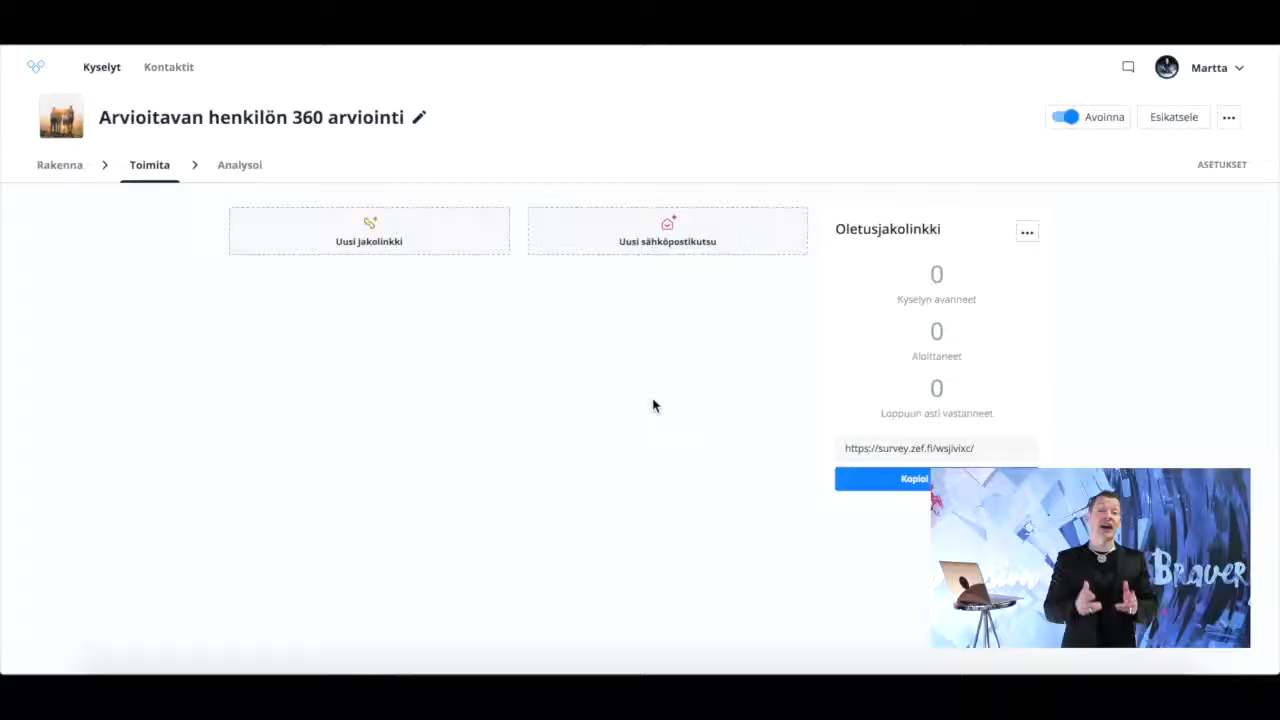 Kyselyt
Kontaktit
Martta
Arvioitavan henkilön 360 arviointi
Avoinna
Esikatsele
Rakenna
Toimita
Analysoi
ASETUKSET
Uusi jakolinkki
Uusi sähköpostikutsu
Oletusjakolinkki
0
Kyselyn avanneet
0
Aloittaneet
0
Loppuun asti vastanneet
https://survey.zef.fi/wsjivixc/
Kopioi
Braver